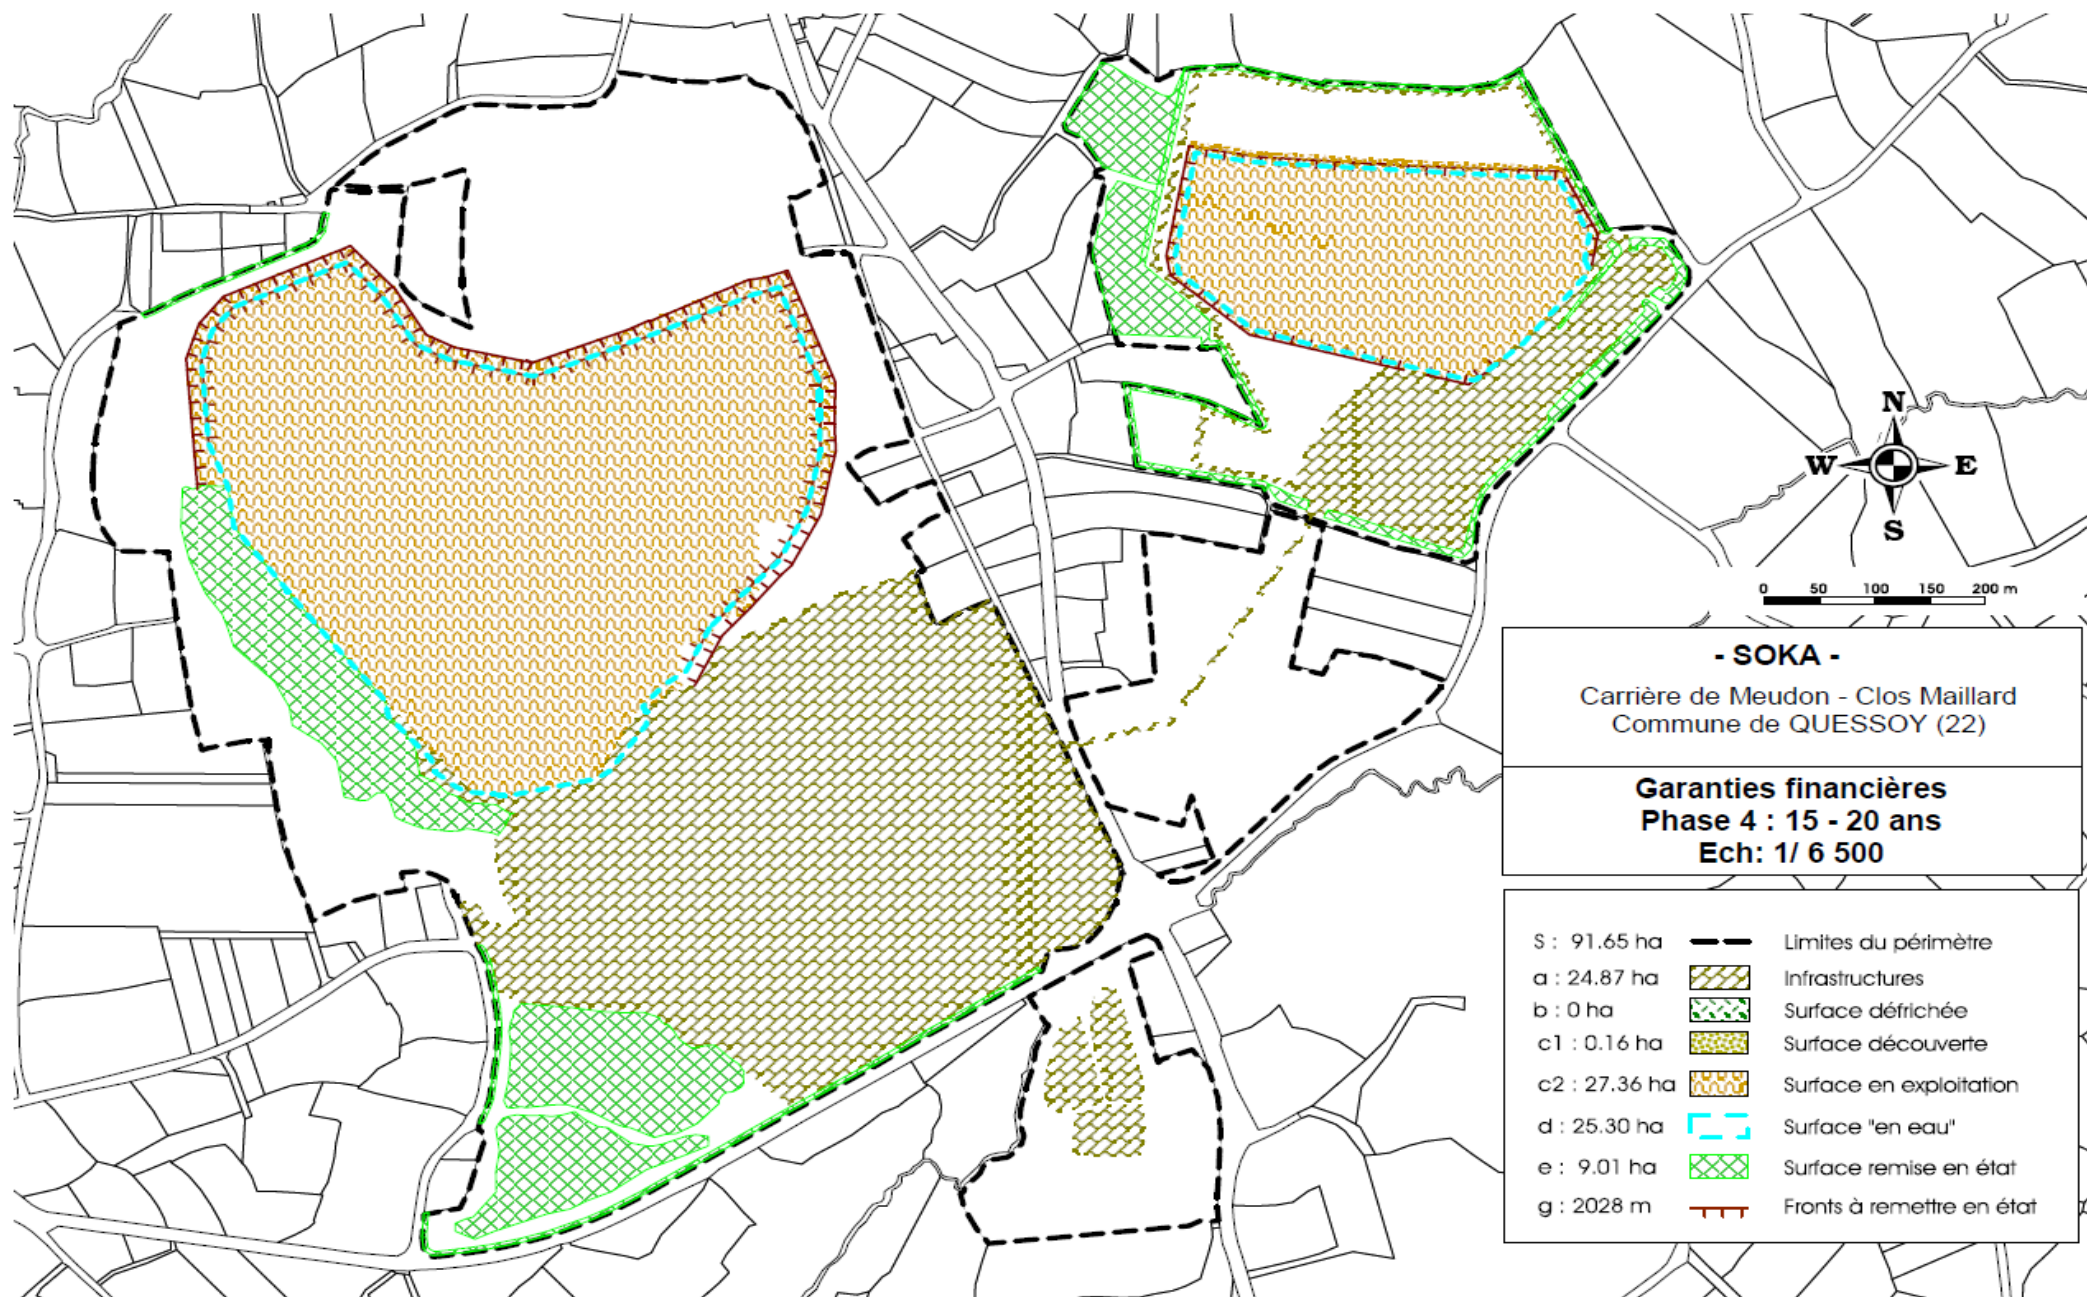 N
W E
S
0 50 100 150 200 m
- SOKA -
Carrière de Meudon - Clos Maillard
Commune de QUESSOY (22)
Garanties financières
Phase 4 : 15 - 20 ans
Ech: 1/ 6 500
S : 91.65 ha Limites du périmètre
a : 24.87 ha Infrastructures
b : 0 ha Surface défrichée
c1 : 0.16 ha Surface découverte
c2 : 27.36 ha Surface en exploitation
d : 25.30 ha Surface "en eau"
e : 9.01 ha Surface remise en état
g : 2028 m Fronts à remettre en état